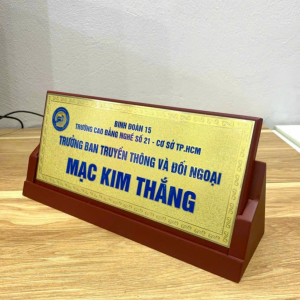 BINH ĐOÀN 15
TRƯỜNG CAO ĐẲNG NGHỀ SỐ 21 - CƠ SỞ TP.HCM
TRƯỞNG BAN TRUYỀN THÔNG VÀ ĐỐI NGOẠI
MẠC KIM THẮNG